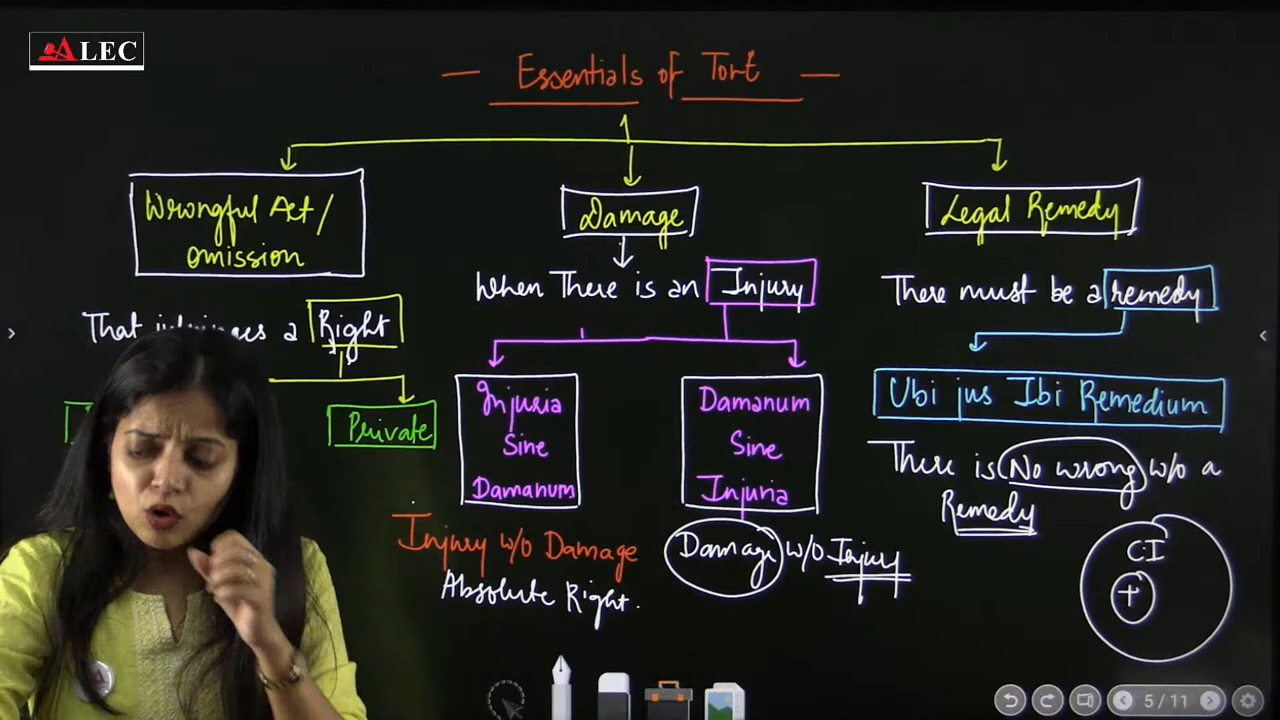 ALEC
Essentials of Tort
Wrongful Act/
omission
That a Right
Private
Damage
When There is an Injury
Injuria
Sine
Damanum
Injury w/o Damage
Absolute Right.
Damanum
Sine
Injuria
Damage w/o Injury
Legal Remedy
There must be a remedy
Ubi jus Ibi Remedium
There is No wrong w/o a
Remedy
C.I
T
5 / 11